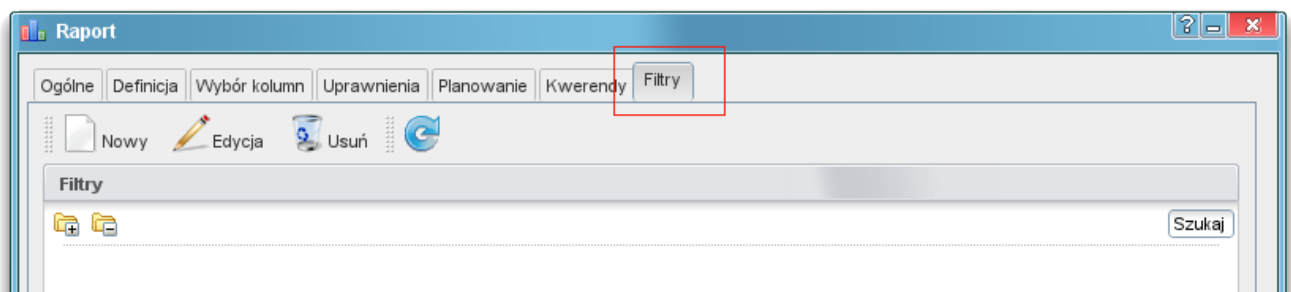 Raport
Ogólne Definicja Wybór kolumn Uprawnienia Planowanie Kwerendy Filtry
Nowy Edycja Usuń
Filtry
Szukaj